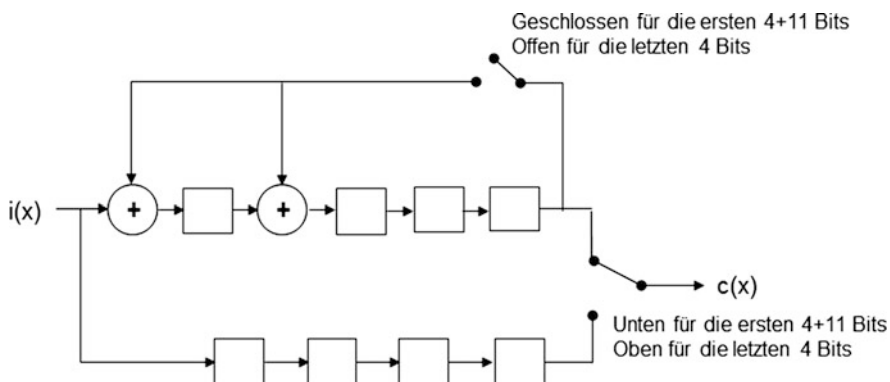 Geschlossen für die ersten 4+11 Bits
Offen für die letzten 4 Bits
i(x)
+
+
c(x)
Unten für die ersten 4+11 Bits
Oben für die letzten 4 Bits